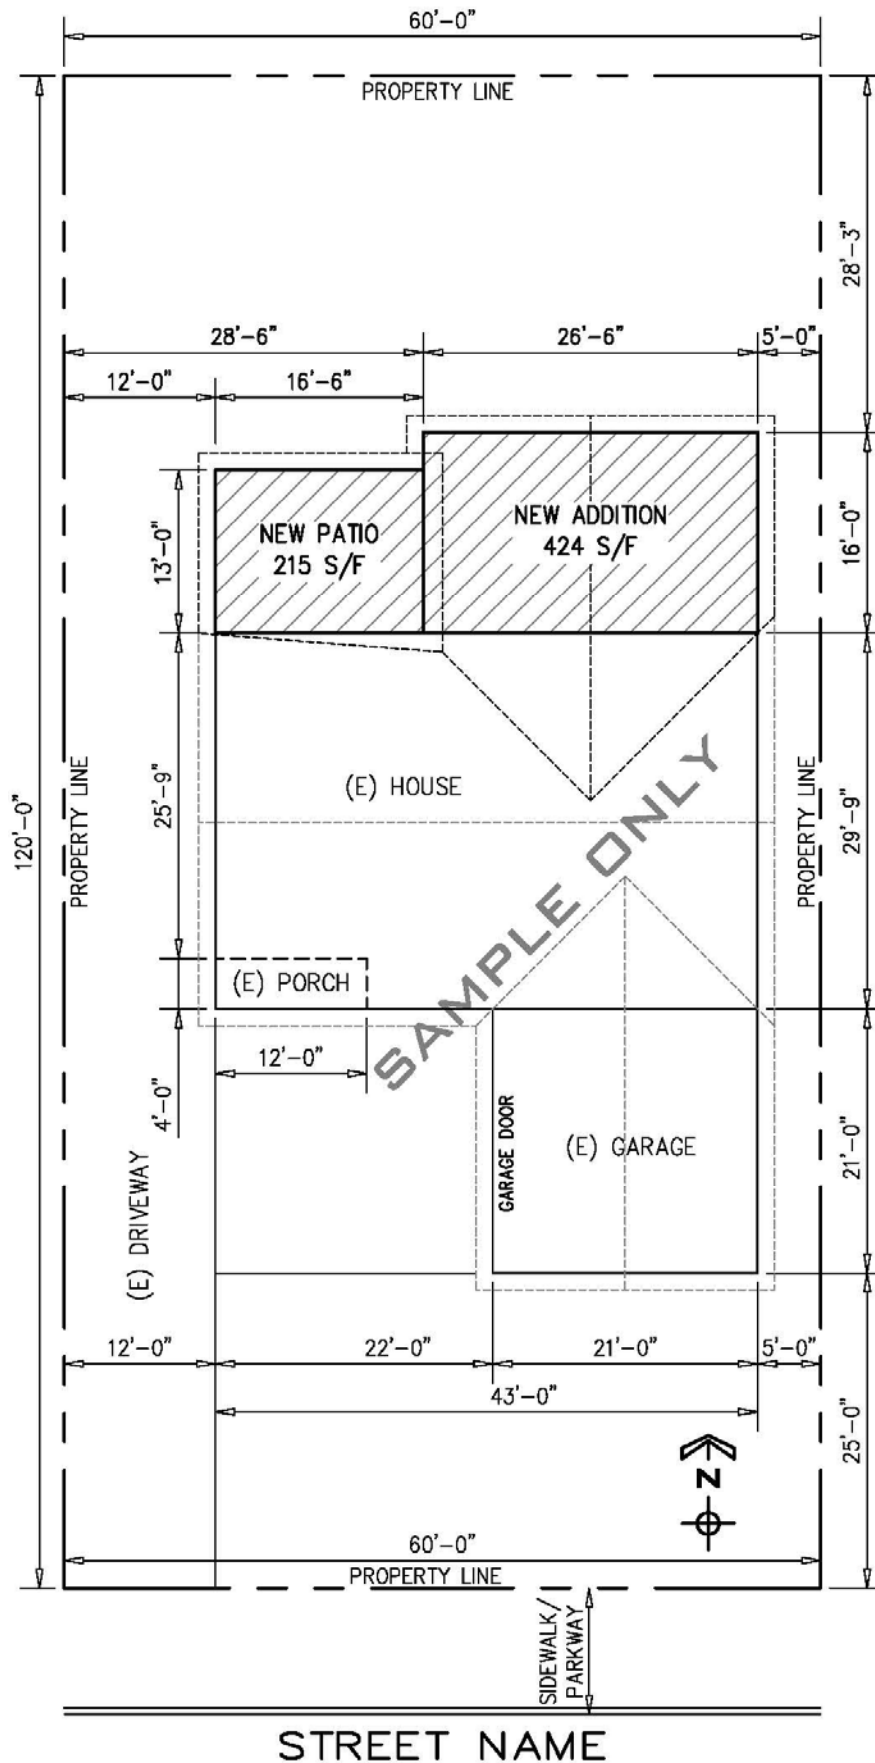 60'-0"
PROPERTY LINE
28'-3"
28'-6"
26'-6"
5'-0"
12'-0"
16'-6"
13'-0"
NEW PATIO
215 S/F
NEW ADDITION
424 S/F
16'-0"
120'-0"
PROPERTY LINE
25'-9"
(E) HOUSE
SAMPLE ONLY
PROPERTY LINE
29'-9"
(E) PORCH
12'-0"
4'-0"
(E) DRIVEWAY
GARAGE DOOR
(E) GARAGE
21'-0"
12'-0"
22'-0"
21'-0"
5'-0"
43'-0"
25'-0"
N
60'-0"
PROPERTY LINE
SIDEWALK/
PARKWAY
STREET NAME